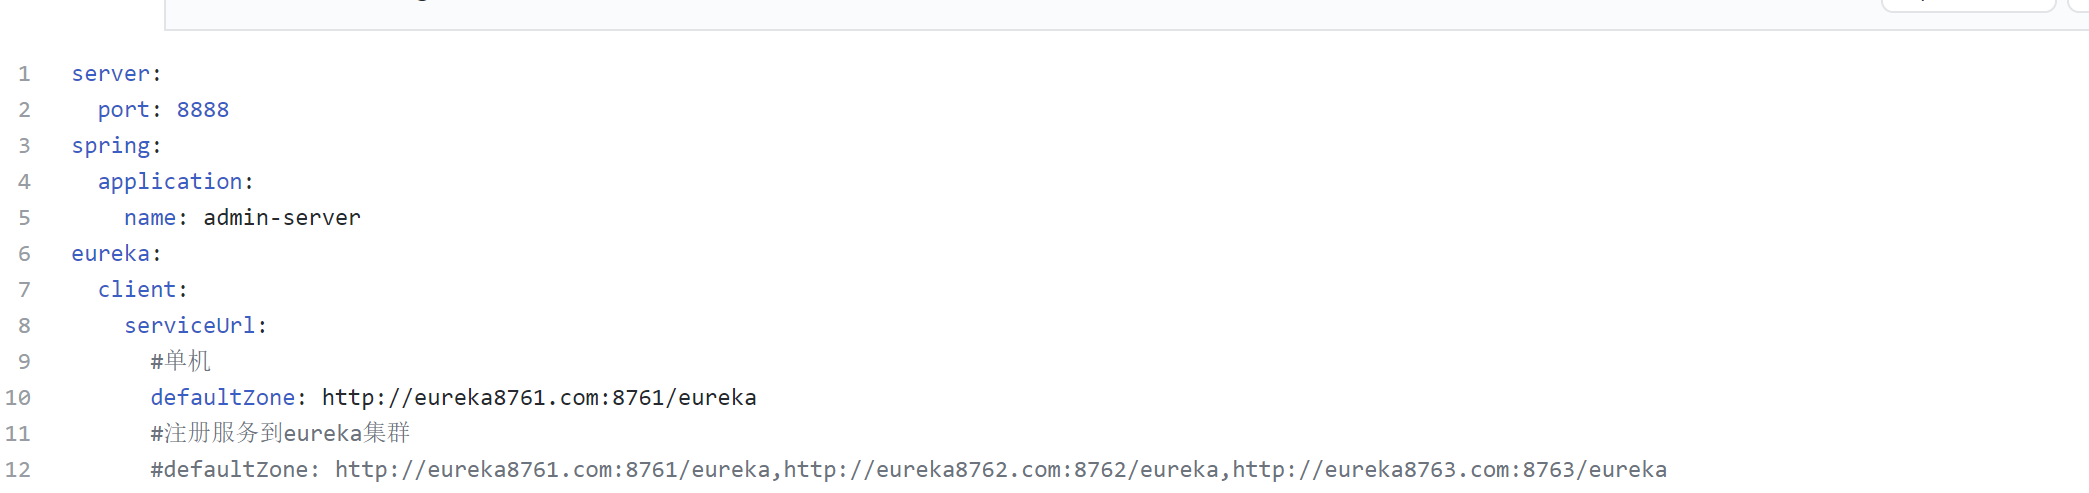 1 server:
2 port: 8888
3 spring:
4 application:
5 name: admin-server
6 eureka:
7 client:
8 serviceUrl:
9 #单机
10 defaultZone: http://eureka8761.com:8761/eureka
11 #注册服务到eureka集群
12 #defaultZone: http://eureka8761.com:8761/eureka,http://eureka8762.com:8762/eureka,http://eureka8763.com:8763/eureka